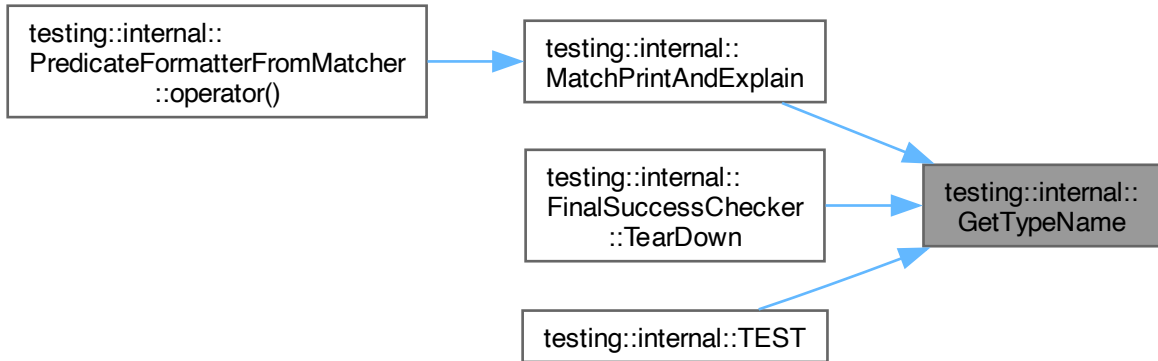 testing::internal::
PredicateFormatterFromMatcher
::operator()
testing::internal::
MatchPrintAndExplain
testing::internal::
FinalSuccessChecker
::TearDown
testing::internal::TEST
testing::internal::
GetTypeName